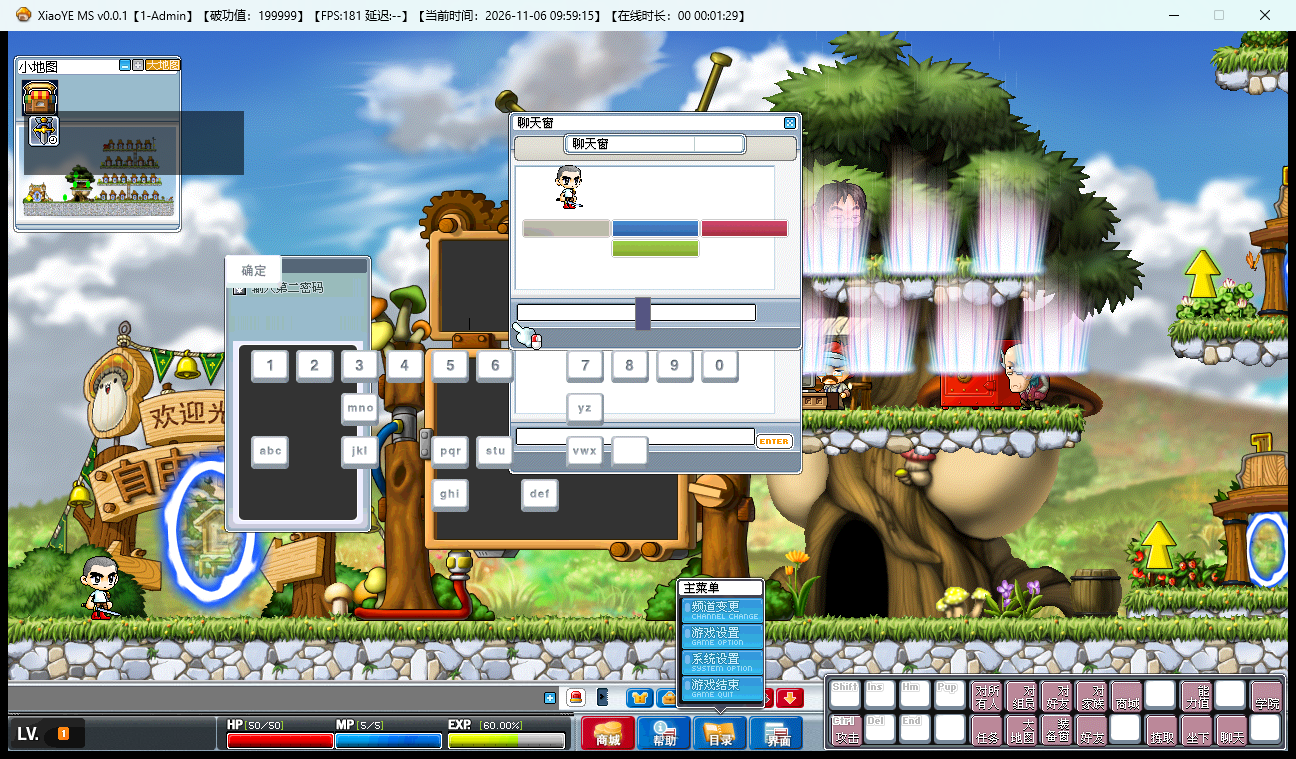 XiaoYE MS v0.0.1【1-Admin】【破功值：199999】【FPS:181 延迟:--】【当前时间：2026-11-06 09:59:15】【在线时长：00 00:01:29】
小地图
大地图
聊天窗
聊天窗
确定
输入第二密码
1 2 3 4 5 6 7 8 9 0
mno yz
abc jkl pqr stu vwx
ghi def
ENTER
欢迎光
自由
主菜单
频道变更
CHANNEL CHANGE
游戏设置
GAME OPTION
系统设置
SYSTEM OPTION
游戏结束
GAME QUIT
LV. 1
HP [50/50] MP [5/5] EXP. [60.00%]
商城 帮助 目录 界面
Shift Ins Hm Pup 对所有人 对组员 对好友 对家族 商城 能力值 学院
Ctrl 攻击 Del End 任务 大地图 装备窗 好友 拣取 坐下 聊天